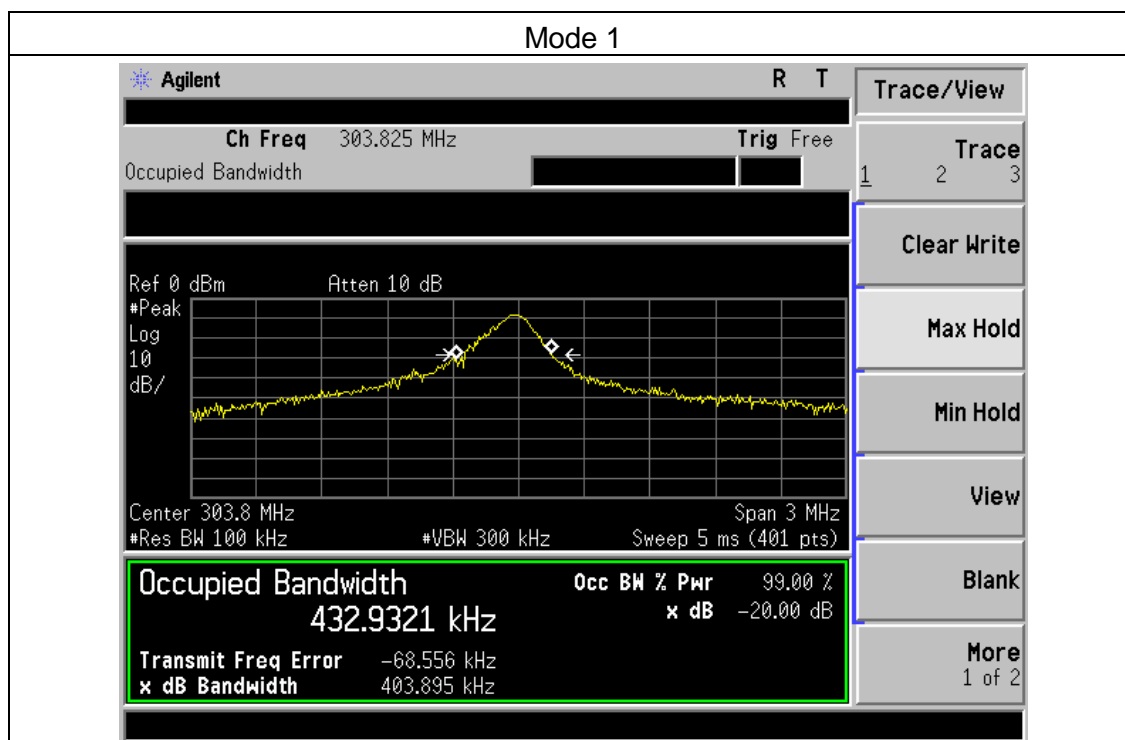 Mode 1
Agilent R T
Trace/View
Ch Freq 303.825 MHz Trig Free
Occupied Bandwidth
Trace
1 2 3
Clear Write
Ref 0 dBm Atten 10 dB
#Peak
Log
10
dB/
Max Hold
Min Hold
View
Center 303.8 MHz Span 3 MHz
#Res BW 100 kHz #VBW 300 kHz Sweep 5 ms (401 pts)
Occupied Bandwidth Occ BW % Pwr 99.00 %
432.9321 kHz x dB -20.00 dB
Blank
Transmit Freq Error -68.556 kHz
x dB Bandwidth 403.895 kHz
More
1 of 2